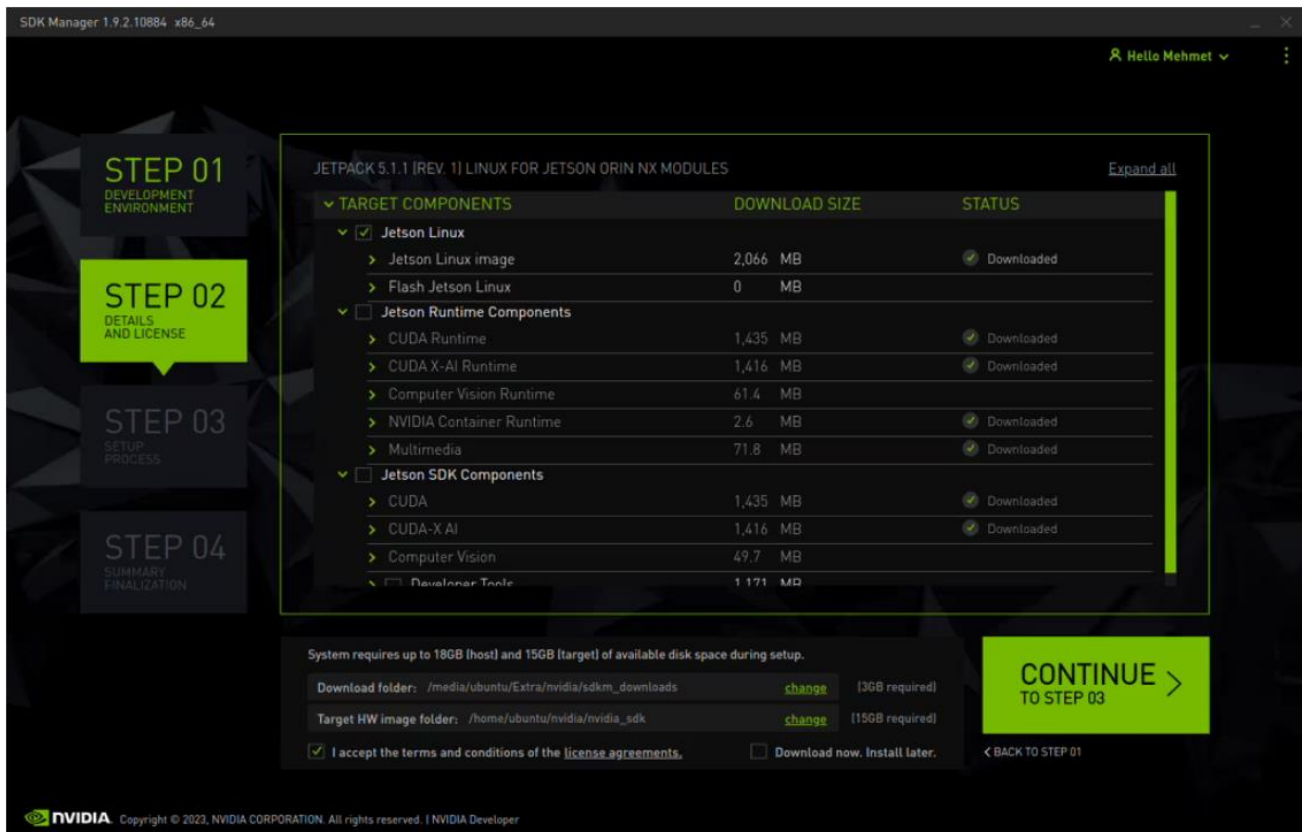 SDK Manager 1.9.2.10884 x86_64
Hello Mehmet
STEP 01
DEVELOPMENT
ENVIRONMENT
STEP 02
DETAILS
AND LICENSE
STEP 03
SETUP
PROCESS
STEP 04
SUMMARY
FINALIZATION
JETPACK 5.1.1 (REV. 1) LINUX FOR JETSON ORIN NX MODULES
Expand all
TARGET COMPONENTS DOWNLOAD SIZE STATUS
Jetson Linux
Jetson Linux image 2,066 MB Downloaded
Flash Jetson Linux 0 MB
Jetson Runtime Components
CUDA Runtime 1,435 MB Downloaded
CUDA X-AI Runtime 1,416 MB Downloaded
Computer Vision Runtime 61.4 MB
NVIDIA Container Runtime 2.6 MB Downloaded
Multimedia 71.8 MB Downloaded
Jetson SDK Components
CUDA 1,435 MB Downloaded
CUDA-X AI 1,416 MB Downloaded
Computer Vision 49.7 MB
Developer Tools 1,171 MB
System requires up to 18GB (host) and 15GB (target) of available disk space during setup.
Download folder: /media/ubuntu/Extra/nvidia/sdkm_downloads change (3GB required)
Target HW image folder: /home/ubuntu/nvidia/nvidia_sdk change (15GB required)
I accept the terms and conditions of the license agreements. Download now. Install later.
CONTINUE
TO STEP 03
BACK TO STEP 01
NVIDIA. Copyright © 2023, NVIDIA CORPORATION. All rights reserved. | NVIDIA Developer